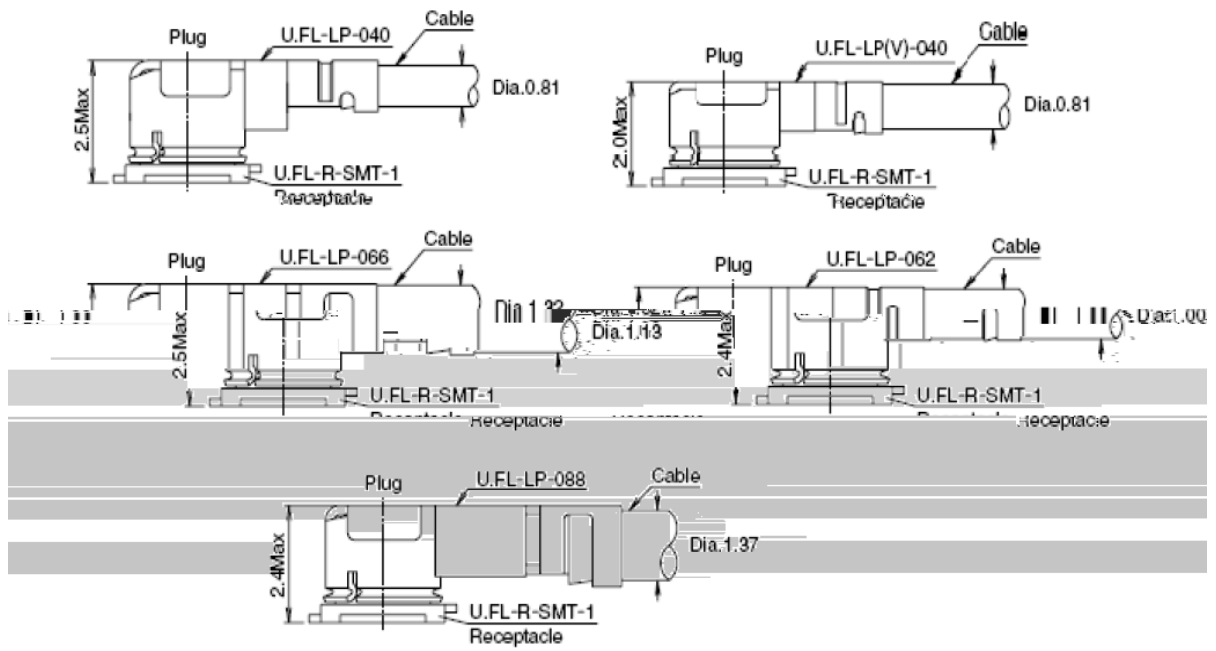 Plug
U.FL-LP-040
Cable
2.5Max
Dia.0.81
U.FL-R-SMT-1
Receptacle
Plug
U.FL-LP(V)-040
Cable
2.0Max
Dia.0.81
U.FL-R-SMT-1
Receptacle
Plug
U.FL-LP-066
Cable
2.5Max
Dia.1.13
U.FL-R-SMT-1
Receptacle
Plug
U.FL-LP-062
Cable
2.4Max
Dia.1.00
U.FL-R-SMT-1
Receptacle
Plug
U.FL-LP-088
Cable
2.4Max
Dia.1.37
U.FL-R-SMT-1
Receptacle